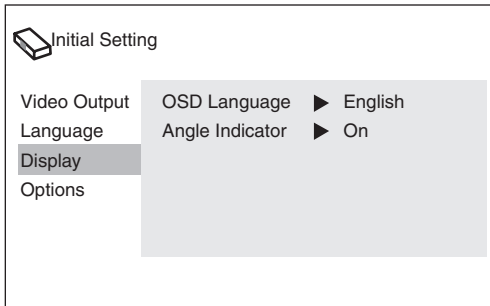 Initial Setting
Video Output
Language
Display
Options
OSD Language ▶ English
Angle Indicator ▶ On